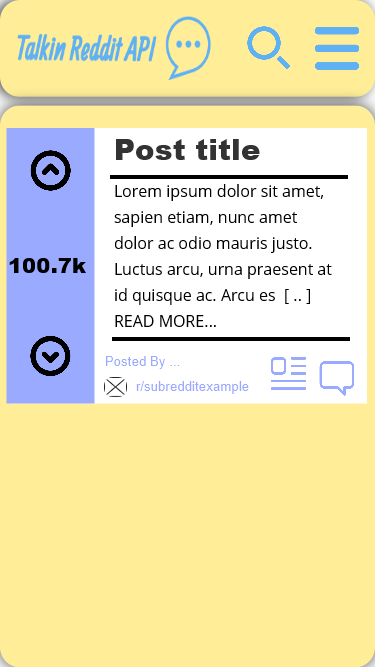 Talkin Reddit API
Post title
100.7k
Lorem ipsum dolor sit amet,
sapien etiam, nunc amet
dolor ac odio mauris justo.
Luctus arcu, urna praesent at
id quisque ac. Arcu es [ .. ]
READ MORE...
Posted By ...
r/subredditexample